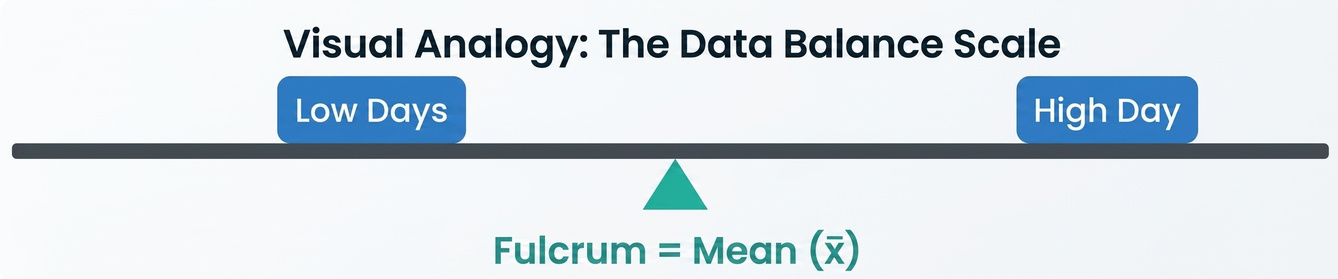 Visual Analogy: The Data Balance Scale
Low Days
High Day
Fulcrum = Mean (x̄)